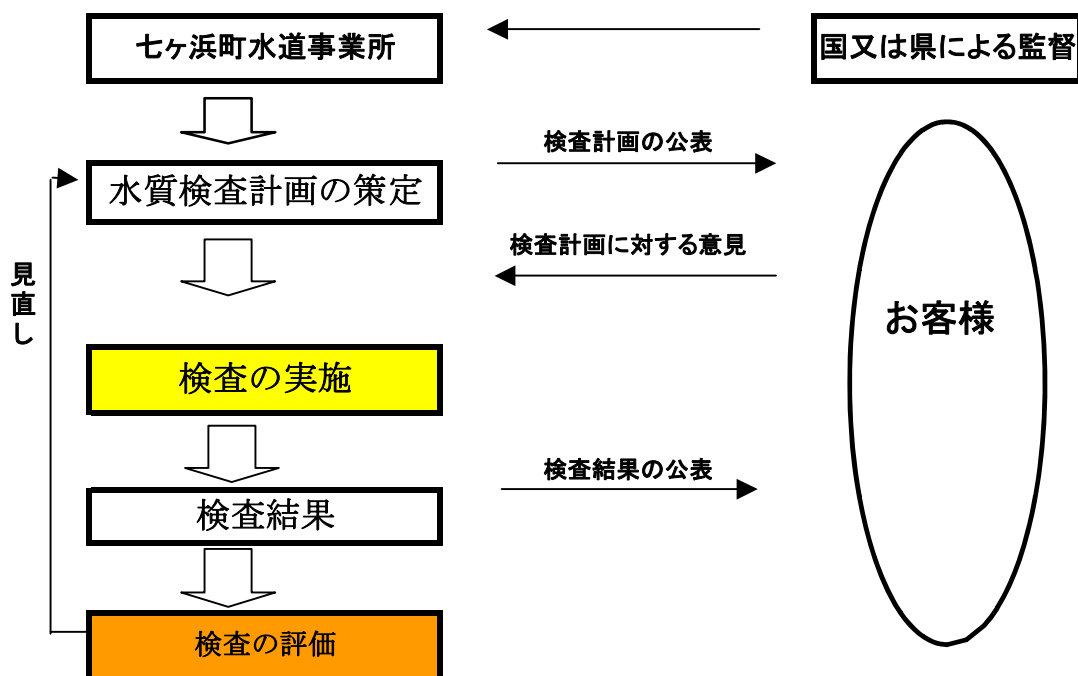 七ヶ浜町水道事業所
国又は県による監督
検査計画の公表
水質検査計画の策定
検査計画に対する意見
見直し
お客様
検査の実施
検査結果の公表
検査結果
検査の評価